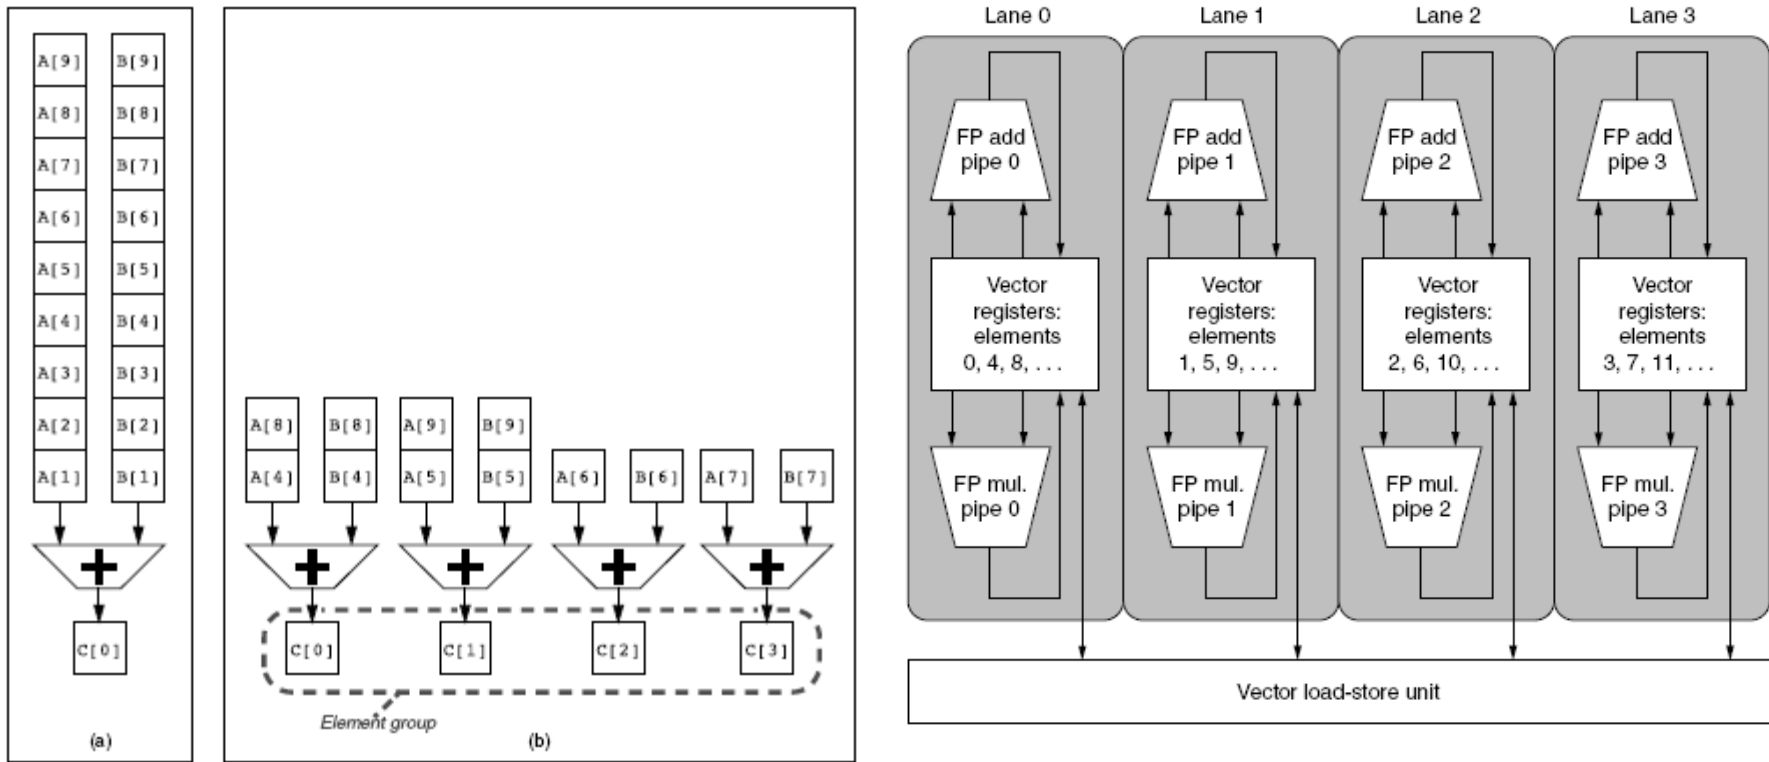 A[9] B[9]
A[8] B[8]
A[7] B[7]
A[6] B[6]
A[5] B[5]
A[4] B[4]
A[3] B[3]
A[2] B[2]
A[1] B[1]
+
C[0]
(a)
A[8] B[8] A[9] B[9]
A[4] B[4] A[5] B[5] A[6] B[6] A[7] B[7]
+ + + +
C[0] C[1] C[2] C[3]
Element group
(b)
Lane 0
FP add
pipe 0
Vector
registers:
elements
0, 4, 8, . . .
FP mul.
pipe 0
Lane 1
FP add
pipe 1
Vector
registers:
elements
1, 5, 9, . . .
FP mul.
pipe 1
Lane 2
FP add
pipe 2
Vector
registers:
elements
2, 6, 10, . . .
FP mul.
pipe 2
Lane 3
FP add
pipe 3
Vector
registers:
elements
3, 7, 11, . . .
FP mul.
pipe 3
Vector load-store unit